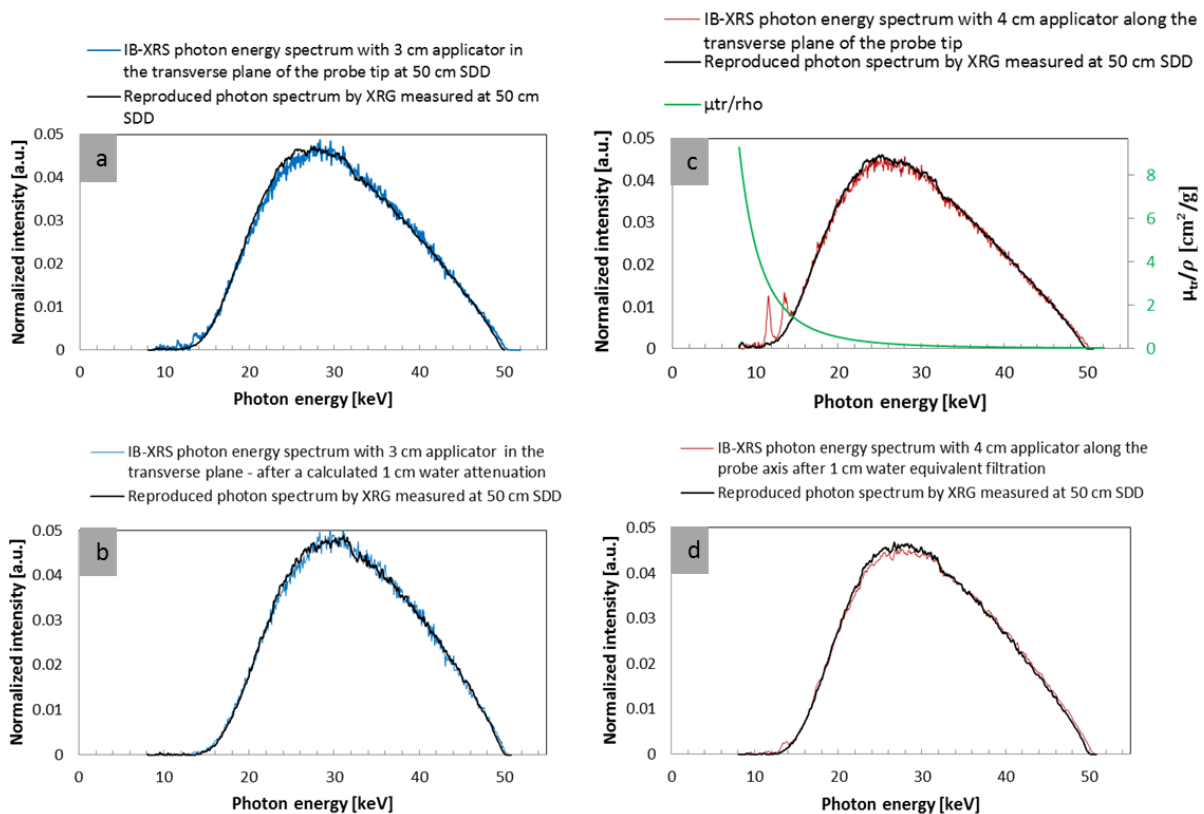 IB-XRS photon energy spectrum with 3 cm applicator in
the transverse plane of the probe tip at 50 cm SDD
Reproduced photon spectrum by XRG measured at 50 cm
SDD
a
Normalized intensity [a.u.]
0.05
0.04
0.03
0.02
0.01
0
0 10 20 30 40 50
Photon energy [keV]
IB-XRS photon energy spectrum with 4 cm applicator along the
transverse plane of the probe tip
Reproduced photon spectrum by XRG measured at 50 cm SDD
μtr/rho
c
Normalized intensity [a.u.]
0.05
0.04
0.03
0.02
0.01
0
8
6
4
2
0
μtr/ρ [cm²/g]
0 10 20 30 40 50
Photon energy [keV]
IB-XRS photon energy spectrum with 3 cm applicator in the
transverse plane - after a calculated 1 cm water attenuation
Reproduced photon spectrum by XRG measured at 50 cm SDD
b
Normalized intensity [a.u.]
0.05
0.04
0.03
0.02
0.01
0
0 10 20 30 40 50
Photon energy [keV]
IB-XRS photon energy spectrum with 4 cm applicator along the
probe axis after 1 cm water equivalent filtration
Reproduced photon spectrum by XRG measured at 50 cm SDD
d
Normalized intensity [a.u.]
0.05
0.04
0.03
0.02
0.01
0
0 10 20 30 40 50
Photon energy [keV]